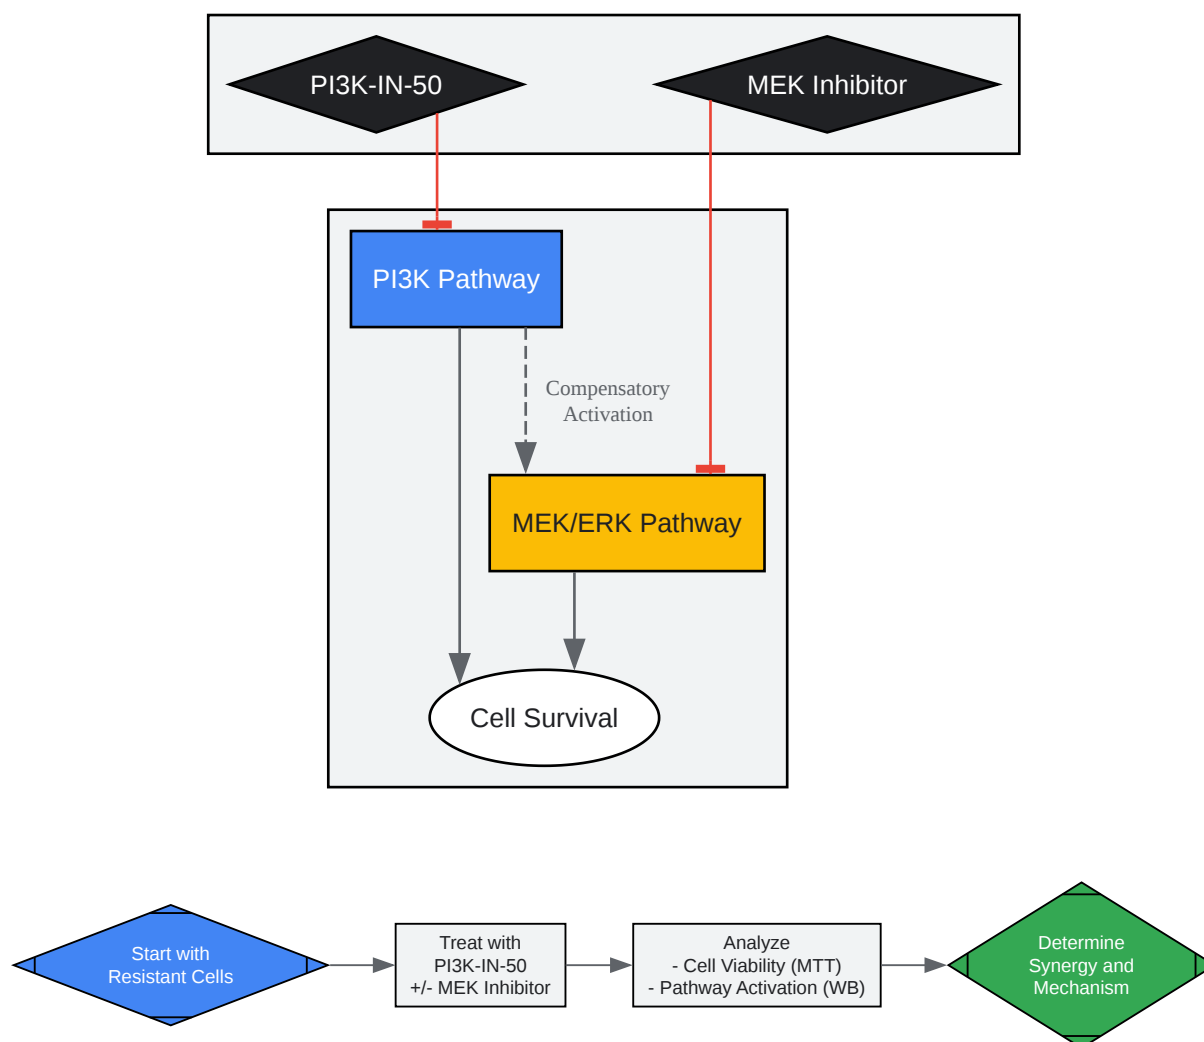 PI3K-IN-50
MEK Inhibitor
PI3K Pathway
Compensatory
Activation
MEK/ERK Pathway
Cell Survival
Start with
Resistant Cells
Treat with
PI3K-IN-50
+/- MEK Inhibitor
Analyze
- Cell Viability (MTT)
- Pathway Activation (WB)
Determine
Synergy and
Mechanism